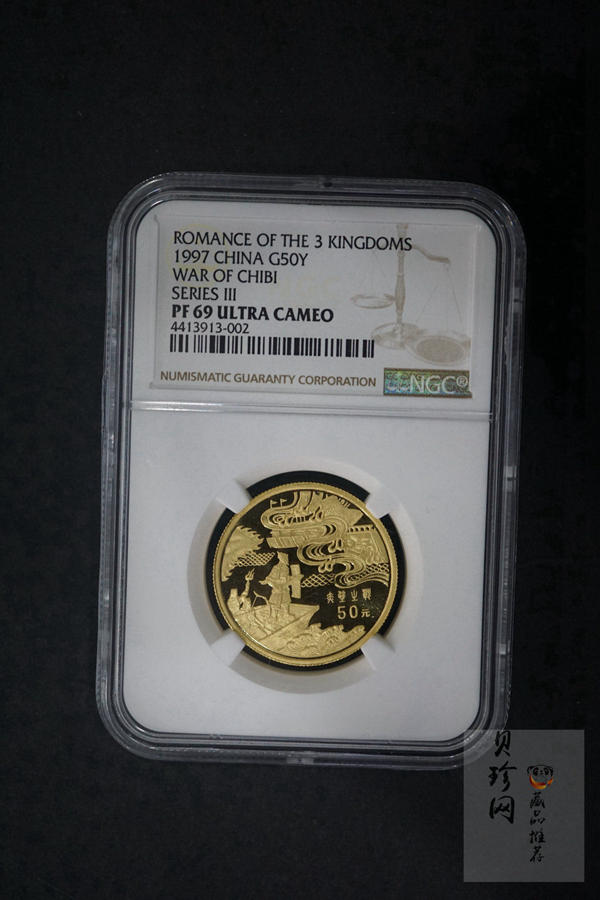 ROMANCE OF THE 3 KINGDOMS
1997 CHINA G50Y
WAR OF CHIBI
SERIES III
PF 69 ULTRA CAMEO
4413913-002
NUMISMATIC GUARANTY CORPORATION
NGC®
赤壁之戰
50元
贝珍网
藏品推荐